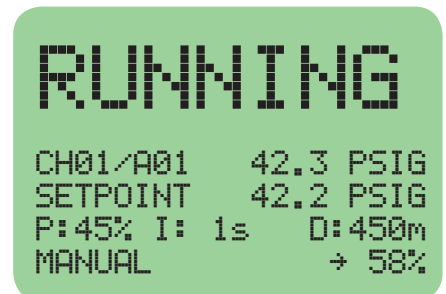 RUNNING
CH01/A01 42.3 PSIG
SETPOINT 42.2 PSIG
P:45% I: 1s D:450m
MANUAL → 58%